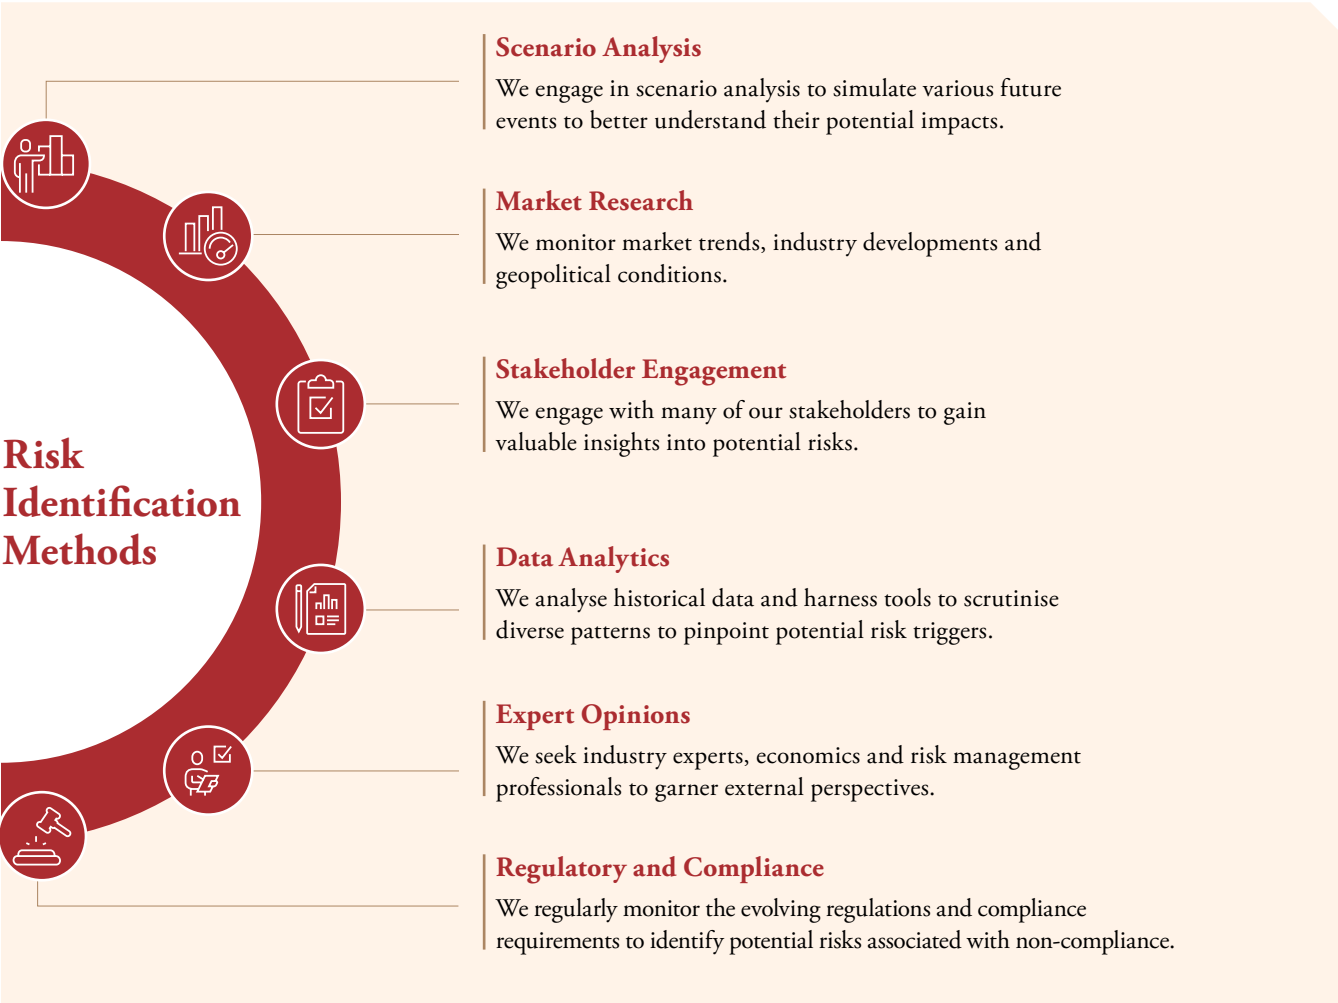 Risk
Identification
Methods
Scenario Analysis
We engage in scenario analysis to simulate various future
events to better understand their potential impacts.
Market Research
We monitor market trends, industry developments and
geopolitical conditions.
Stakeholder Engagement
We engage with many of our stakeholders to gain
valuable insights into potential risks.
Data Analytics
We analyse historical data and harness tools to scrutinise
diverse patterns to pinpoint potential risk triggers.
Expert Opinions
We seek industry experts, economics and risk management
professionals to garner external perspectives.
Regulatory and Compliance
We regularly monitor the evolving regulations and compliance
requirements to identify potential risks associated with non-compliance.